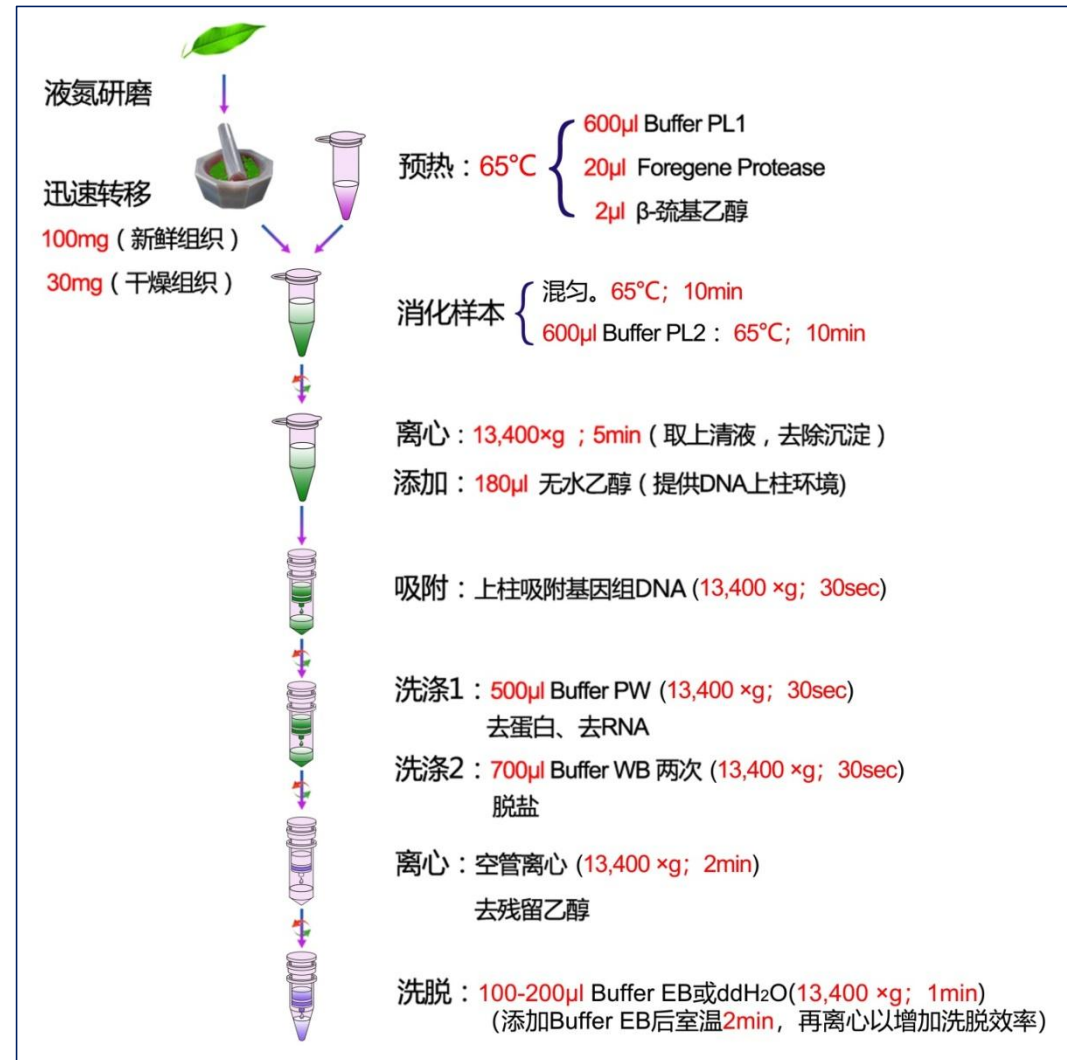 液氮研磨
迅速转移
100mg（新鲜组织）
30mg（干燥组织）
预热：65℃
600μl Buffer PL1
20μl Foregene Protease
2μl β-巯基乙醇
消化样本
混匀。65℃；10min
600μl Buffer PL2：65℃；10min
离心：13,400×g ；5min（取上清液，去除沉淀）
添加：180μl 无水乙醇（提供DNA上柱环境)
吸附：上柱吸附基因组DNA (13,400 ×g；30sec)
洗涤1：500μl Buffer PW (13,400 ×g；30sec)
去蛋白、去RNA
洗涤2：700μl Buffer WB 两次 (13,400 ×g；30sec)
脱盐
离心：空管离心 (13,400 ×g；2min)
去残留乙醇
洗脱：100-200μl Buffer EB或ddH₂O(13,400 ×g；1min)
(添加Buffer EB后室温2min，再离心以增加洗脱效率）